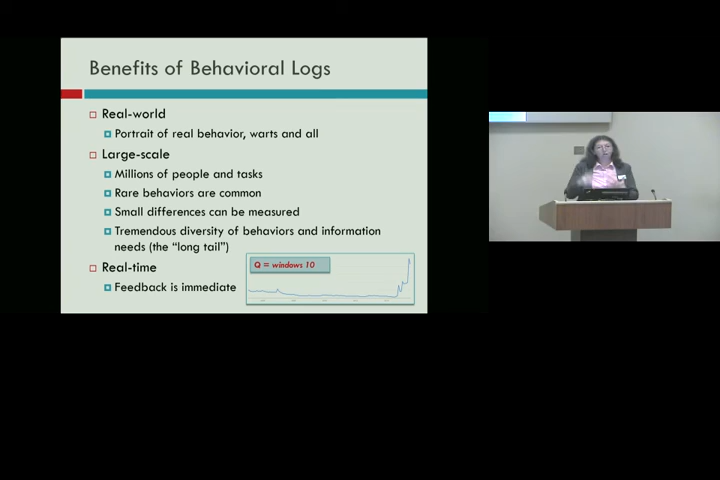 Benefits of Behavioral Logs
Real-world
Portrait of real behavior, warts and all
Large-scale
Millions of people and tasks
Rare behaviors are common
Small differences can be measured
Tremendous diversity of behaviors and information
needs (the “long tail”)
Real-time
Feedback is immediate
Q = windows 10